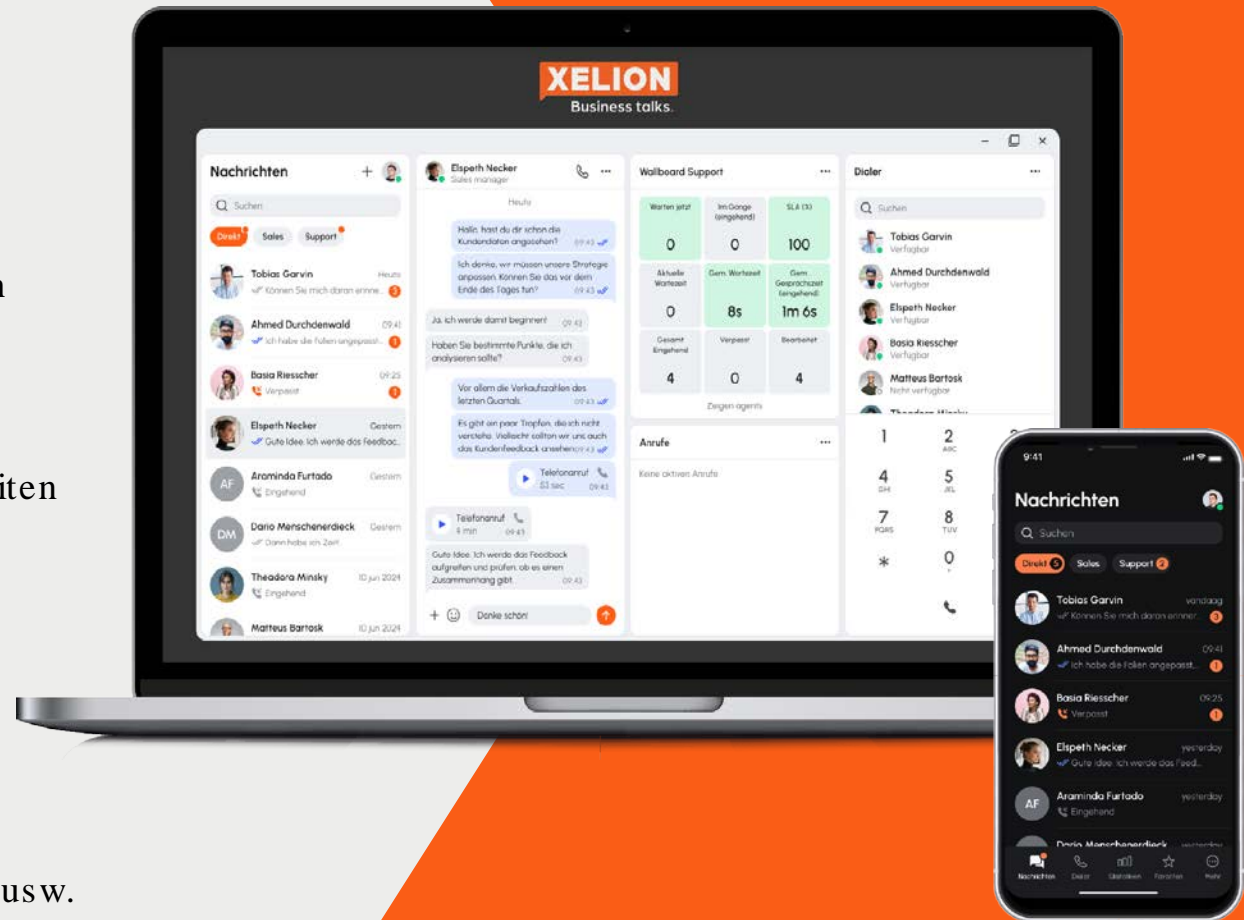 n
iten
usw.
XELION
Business talks.
Nachrichten
Suchen
Direkt Sales Support
Tobias Garvin Heute
Können Sie mich daran erinne... 3
Ahmed Durchdenwald 09:41
Ich habe die Folien angepasst... 1
Basia Riesscher 09:25
Verpasst 1
Elspeth Necker Gestern
Gute Idee. Ich werde das Feedbac...
AF Araminda Furtado Gestern
Eingehend
DM Dario Menschenerdieck Gestern
Dann habe ich Zeit.
Theodora Minsky 10 jun 2024
Eingehend
Matteus Bartosk 10 jun 2024
Elspeth Necker
Sales manager
Heute
Hallo, hast du dir schon die
Kundendaten angesehen? 09:43
Ich denke, wir müssen unsere Strategie
anpassen. Können Sie das vor dem
Ende des Tages tun? 09:43
Ja, ich werde damit beginnen! 09:43
Haben Sie bestimmte Punkte, die ich
analysieren sollte? 09:43
Vor allem die Verkaufszahlen des
letzten Quartals. 09:43
Es gibt ein paar Tropfen, die ich nicht
verstehe. Vielleicht sollten wir uns auch
das Kundenfeedback ansehen 09:43
Telefonanruf
53 sec 09:43
Telefonanruf
4 min 09:43
Gute Idee. Ich werde das Feedback
aufgreifen und prüfen, ob es einen
Zusammenhang gibt. 09:43
Danke schön!
Wallboard Support
Warten jetzt
0
Im Gange
(eingehend)
0
SLA (%)
100
Aktuelle
Wartezeit
0
Gem. Wartezeit
8s
Gem.
Gesprächszeit
(eingehend)
1m 6s
Gesamt
Eingehend
4
Verpasst
0
Bearbeitet
4
Zeigen agents
Anrufe
Keine aktiven Anrufe
Dialer
Suchen
Tobias Garvin
Verfügbar
Ahmed Durchdenwald
Verfügbar
Elspeth Necker
Verfügbar
Basia Riesscher
Verfügbar
Matteus Bartosk
Nicht verfügbar
1 2
ABC
4 5
GHI JKL
7 8
PQRS TUV
* 0
+
9:41
Nachrichten
Suchen
Direkt 5 Sales Support 2
Tobias Garvin vandaag
Können Sie mich daran erinner... 3
Ahmed Durchdenwald 09:41
Ich habe die Folien angepasst... 1
Basia Riesscher 09:25
Verpasst 1
Elspeth Necker yesterday
Gute Idee. Ich werde das Feed...
AF Araminda Furtado yesterday
Eingehend
Dario Menschenerdieck yesterday
Nachrichten Dialer Statistiken Favoriten Mehr